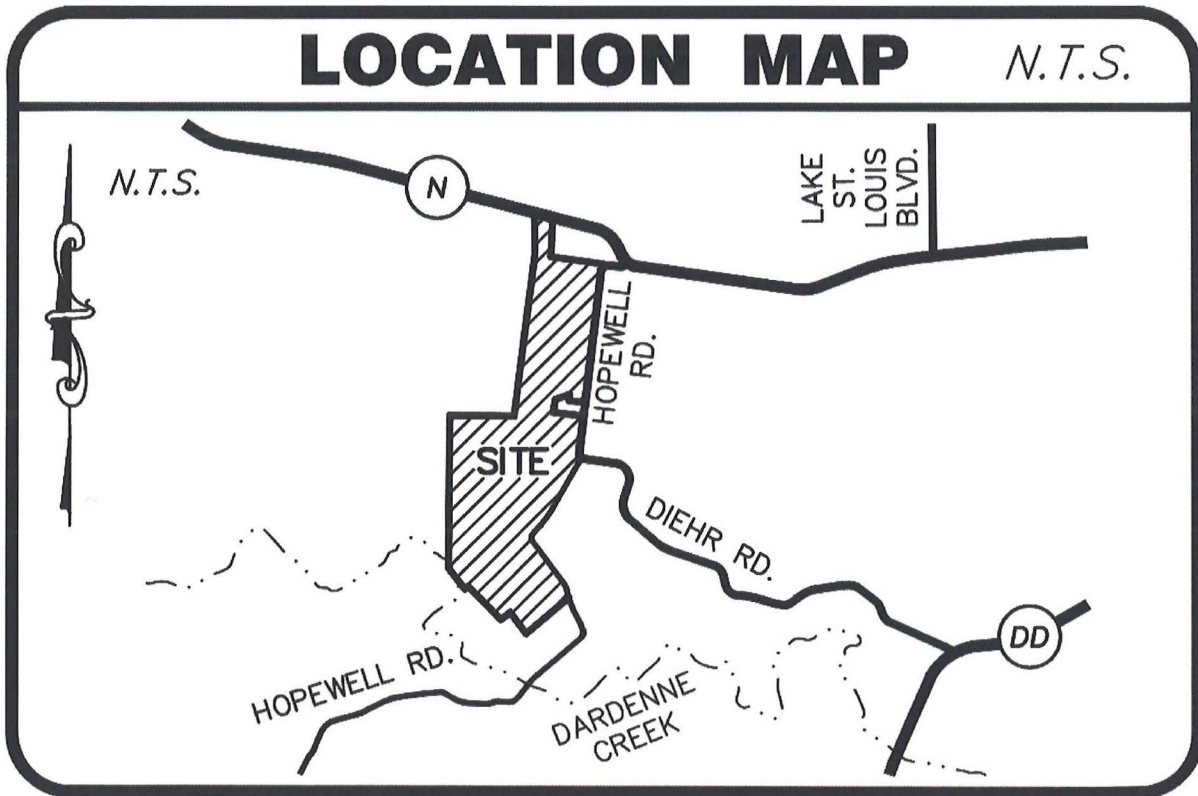 LOCATION MAP N.T.S.
N.T.S.
N
LAKE
ST.
LOUIS
BLVD.
HOPEWELL
RD.
SITE
DIEHR RD.
DD
HOPEWELL RD.
DARDENNE
CREEK